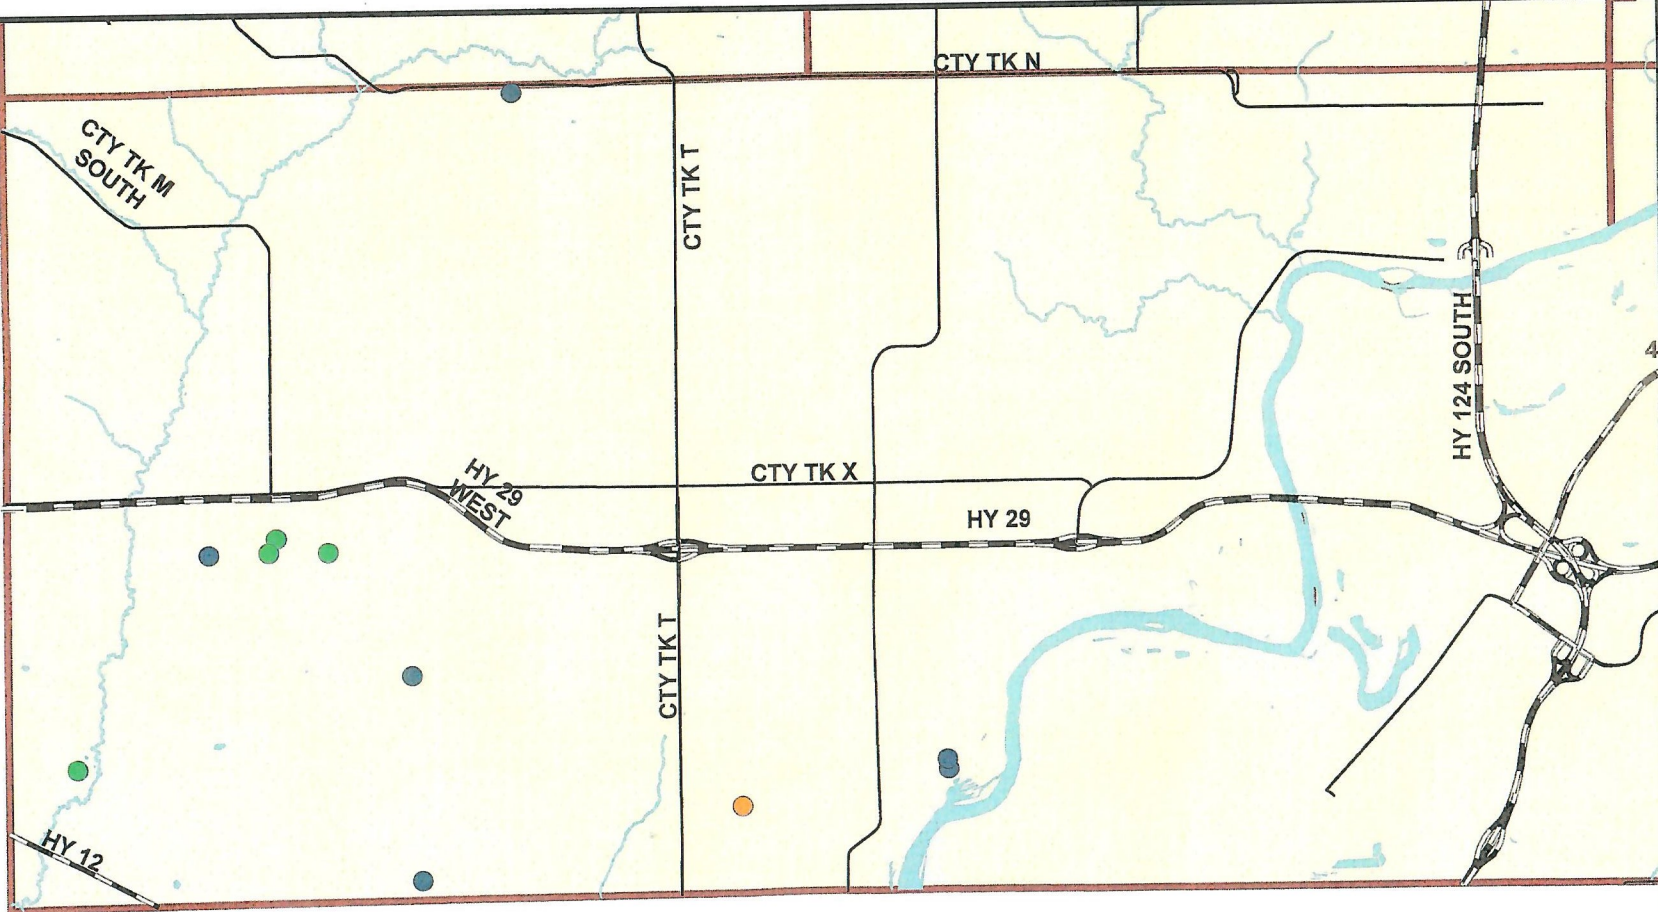 CTY TK N
CTY TK M
SOUTH
CTY TK T
HY 124 SOUTH
4
HY 29
WEST
CTY TK X
HY 29
CTY TK T
HY 12